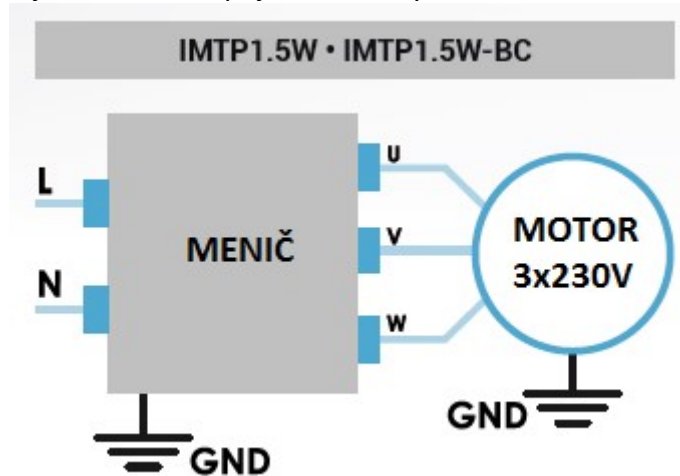 IMTP1.5W • IMTP1.5W-BC
L
N
MENIČ
U
V
W
MOTOR
3x230V
GND
GND